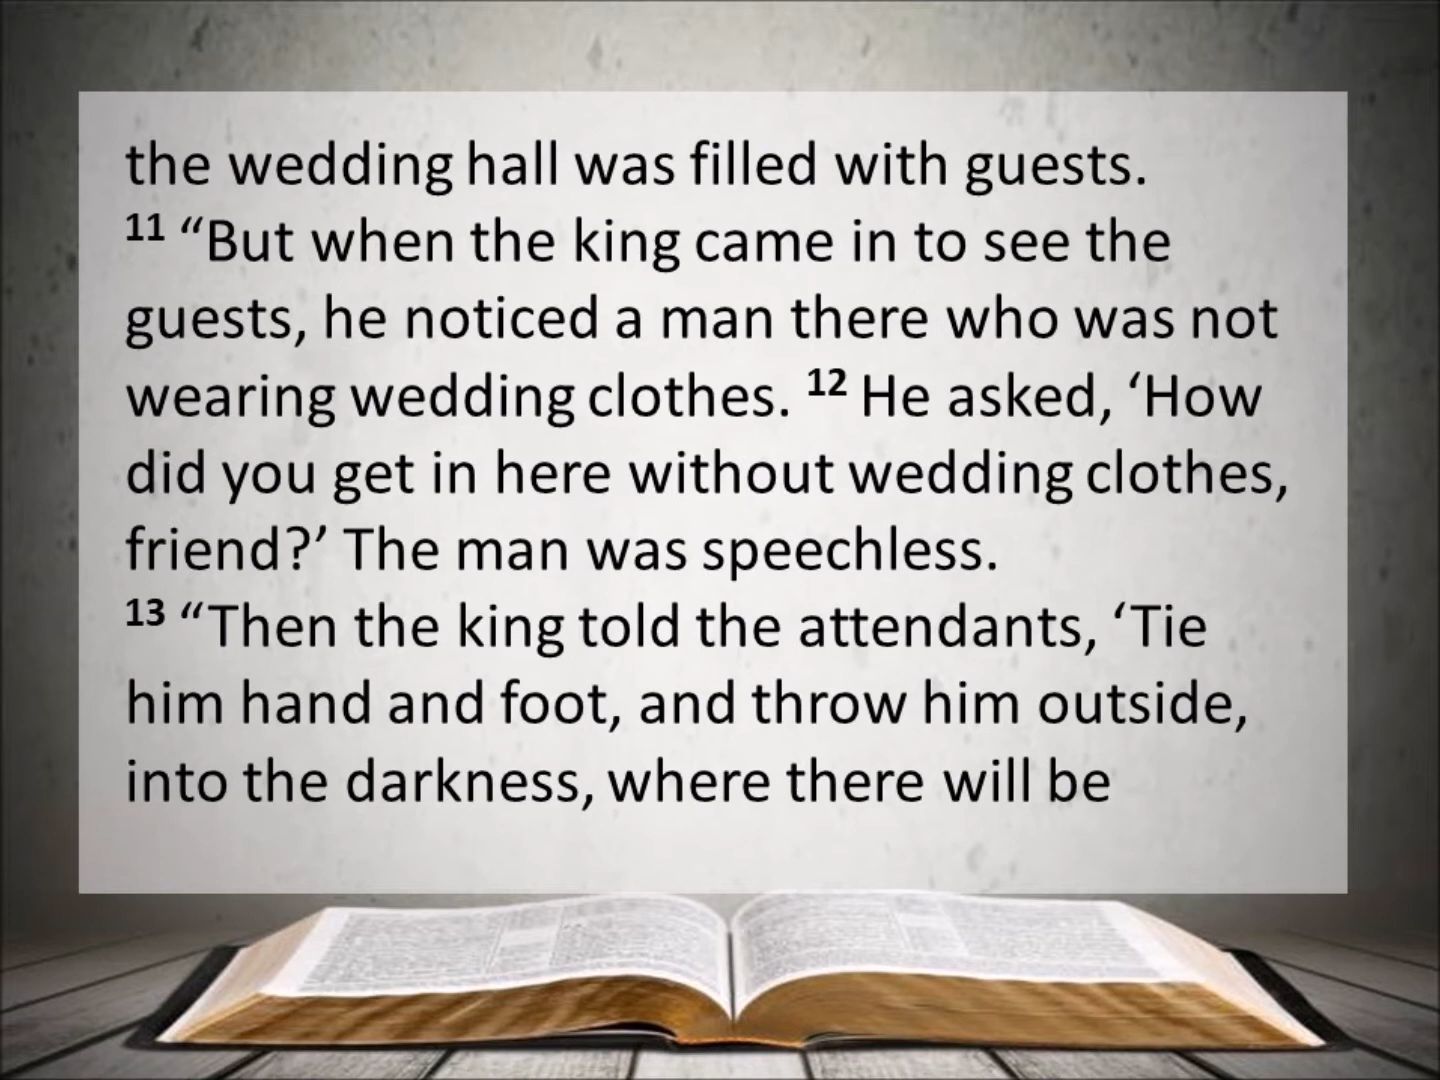 the wedding hall was filled with guests.
11 “But when the king came in to see the
guests, he noticed a man there who was not
wearing wedding clothes. 12 He asked, ‘How
did you get in here without wedding clothes,
friend?’ The man was speechless.
13 “Then the king told the attendants, ‘Tie
him hand and foot, and throw him outside,
into the darkness, where there will be